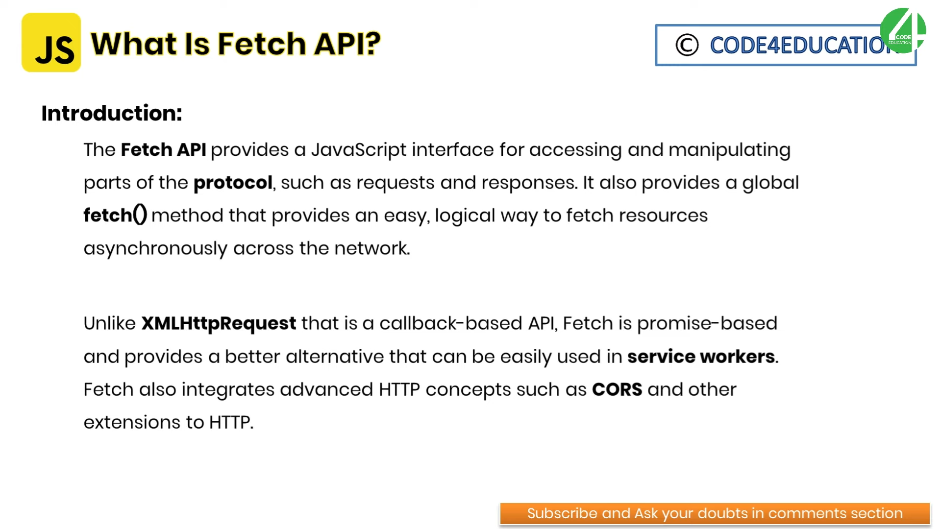 JS What Is Fetch API?
© CODE4EDUCATION
4 CODE
EDUCATION
Introduction:
The Fetch API provides a JavaScript interface for accessing and manipulating
parts of the protocol, such as requests and responses. It also provides a global
fetch() method that provides an easy, logical way to fetch resources
asynchronously across the network.
Unlike XMLHttpRequest that is a callback-based API, Fetch is promise-based
and provides a better alternative that can be easily used in service workers.
Fetch also integrates advanced HTTP concepts such as CORS and other
extensions to HTTP.
Subscribe and Ask your doubts in comments section